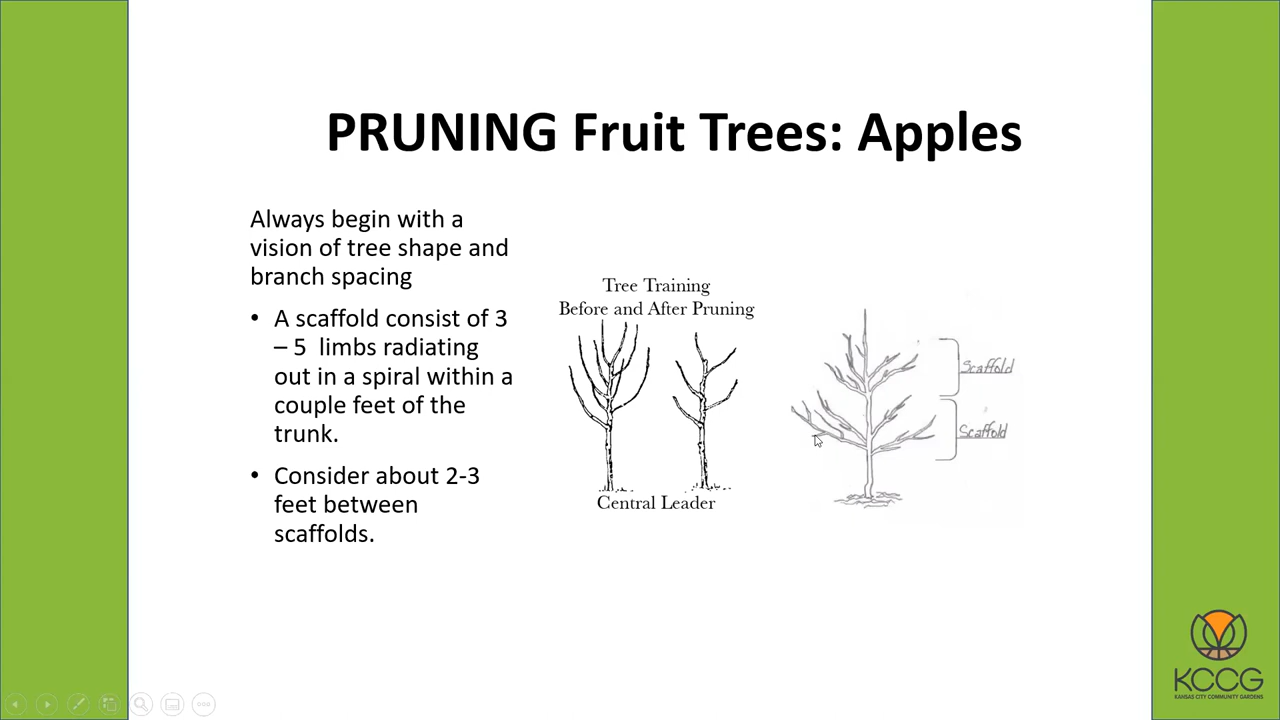 PRUNING Fruit Trees: Apples
Always begin with a
vision of tree shape and
branch spacing
• A scaffold consist of 3
– 5 limbs radiating
out in a spiral within a
couple feet of the
trunk.
• Consider about 2-3
feet between
scaffolds.
Tree Training
Before and After Pruning
Central Leader
Scaffold
Scaffold
KCCG
KANSAS CITY COMMUNITY GARDENS